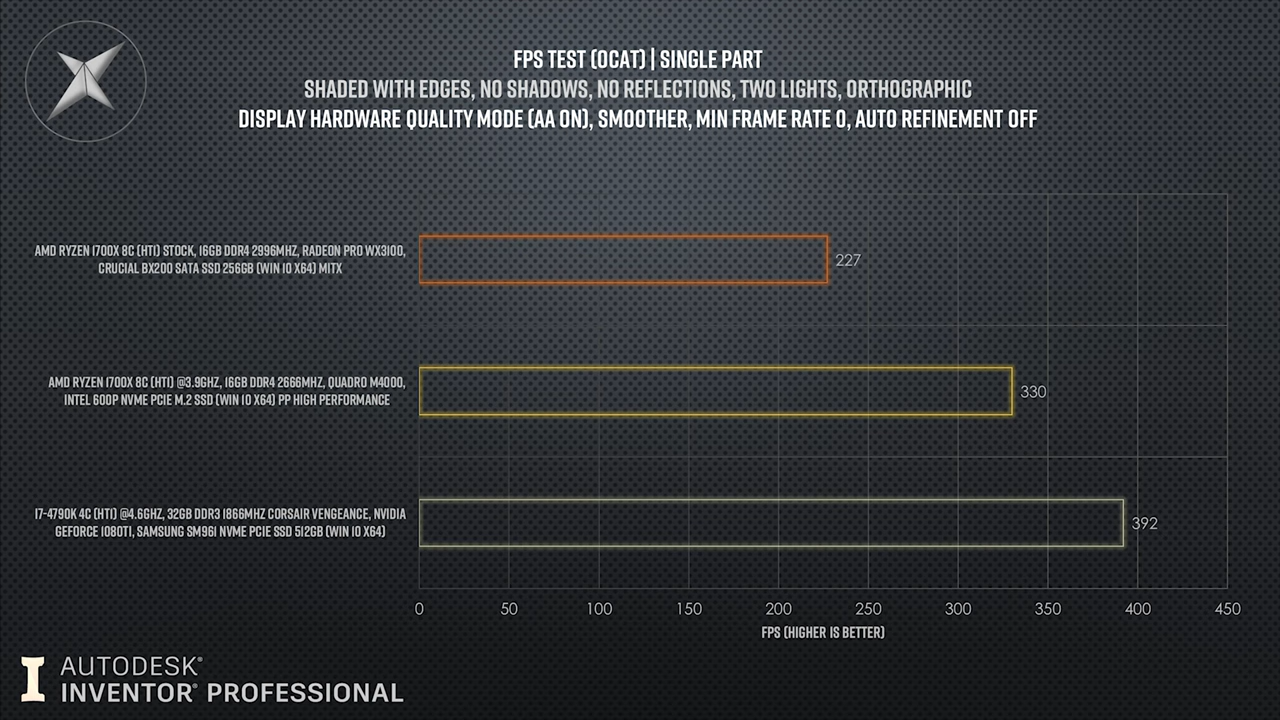 FPS TEST (OCAT) | SINGLE PART
SHADED WITH EDGES, NO SHADOWS, NO REFLECTIONS, TWO LIGHTS, ORTHOGRAPHIC
DISPLAY HARDWARE QUALITY MODE (AA ON), SMOOTHER, MIN FRAME RATE 0, AUTO REFINEMENT OFF
AMD RYZEN 1700X 8C (HT1) STOCK, 16GB DDR4 2996MHZ, RADEON PRO WX3100,
CRUCIAL BX200 SATA SSD 256GB (WIN 10 X64) MITX
227
AMD RYZEN 1700X 8C (HT1) @3.9GHZ, 16GB DDR4 2666MHZ, QUADRO M4000,
INTEL 600P NVME PCIE M.2 SSD (WIN 10 X64) PP HIGH PERFORMANCE
330
I7-4790K 4C (HT1) @4.6GHZ, 32GB DDR3 1866MHZ CORSAIR VENGEANCE, NVIDIA
GEFORCE 1080TI, SAMSUNG SM961 NVME PCIE SSD 512GB (WIN 10 X64)
392
0 50 100 150 200 250 300 350 400 450
FPS (HIGHER IS BETTER)
I AUTODESK®
INVENTOR® PROFESSIONAL